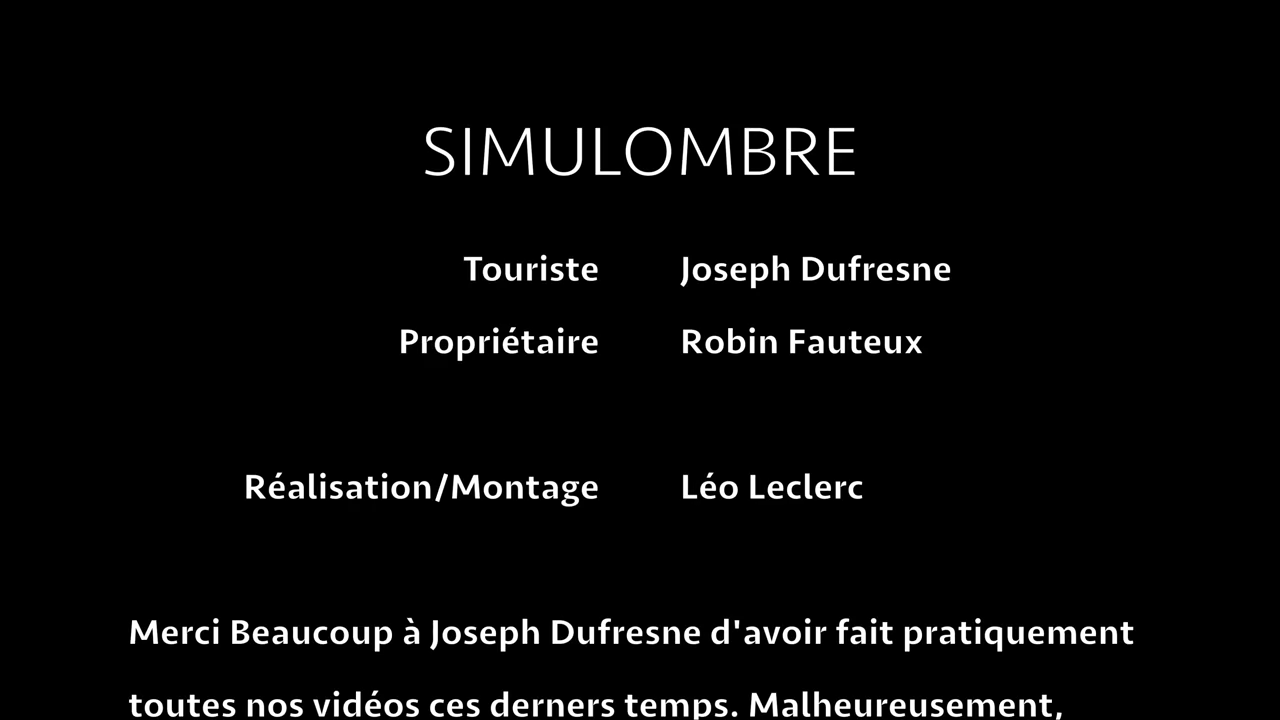 SIMULOMBRE
Touriste Joseph Dufresne
Propriétaire Robin Fauteux
Réalisation/Montage Léo Leclerc
Merci Beaucoup à Joseph Dufresne d'avoir fait pratiquement
toutes nos vidéos ces derners temps. Malheureusement,